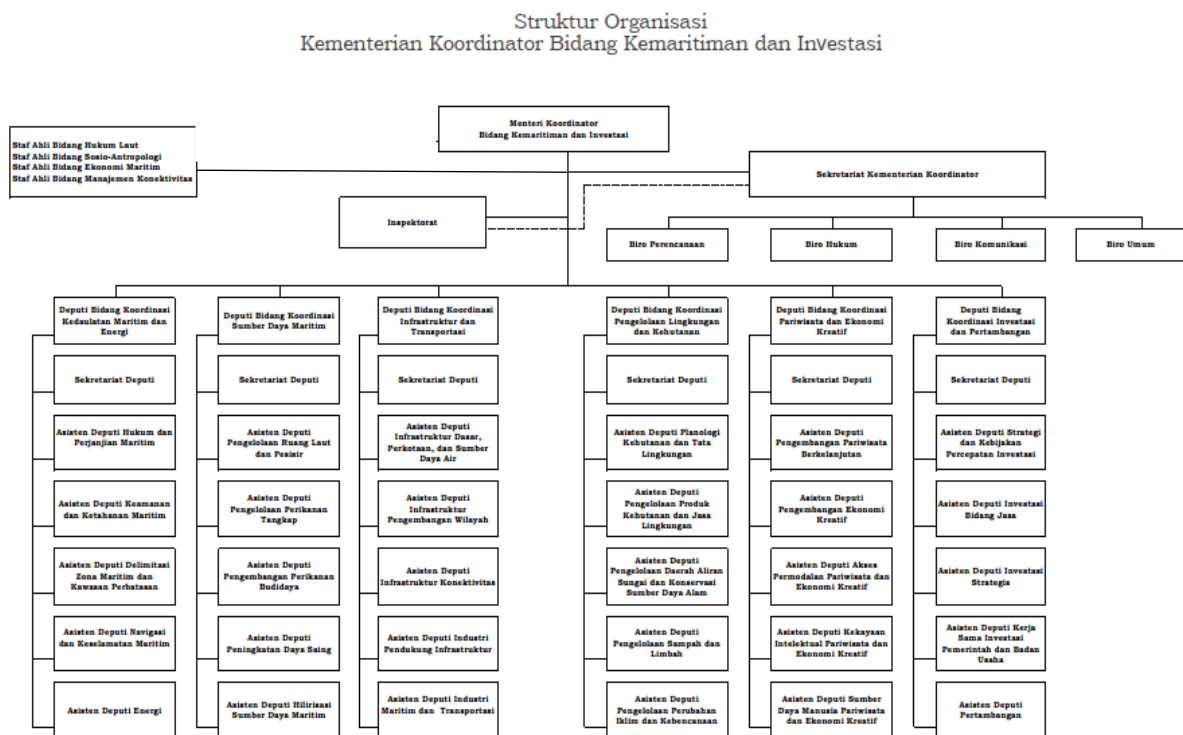 Struktur Organisasi
Kementerian Koordinator Bidang Kemaritiman dan Investasi
Menteri Koordinator
Bidang Kemaritiman dan Investasi
Staf Ahli Bidang Hukum Laut
Staf Ahli Bidang Sosio-Antropologi
Staf Ahli Bidang Ekonomi Maritim
Staf Ahli Bidang Manajemen Konektivitas
Sekretariat Kementerian Koordinator
Inspektorat
Biro Perencanaan
Biro Hukum
Biro Komunikasi
Biro Umum
Deputi Bidang Koordinasi
Kedaulatan Maritim dan
Energi
Sekretariat Deputi
Asisten Deputi Hukum dan
Perjanjian Maritim
Asisten Deputi Keamanan
dan Ketahanan Maritim
Asisten Deputi Delimitasi
Zona Maritim dan
Kawasan Perbatasan
Asisten Deputi Navigasi
dan Keselamatan Maritim
Asisten Deputi Energi
Deputi Bidang Koordinasi
Sumber Daya Maritim
Sekretariat Deputi
Asisten Deputi
Pengelolaan Ruang Laut
dan Pesisir
Asisten Deputi
Pengelolaan Perikanan
Tangkap
Asisten Deputi
Pengembangan Perikanan
Budidaya
Asisten Deputi
Peningkatan Daya Saing
Asisten Deputi Hilirisasi
Sumber Daya Maritim
Deputi Bidang Koordinasi
Infrastruktur dan
Transportasi
Sekretariat Deputi
Asisten Deputi
Infrastruktur Dasar,
Perkotaan, dan Sumber
Daya Air
Asisten Deputi
Infrastruktur
Pengembangan Wilayah
Asisten Deputi
Infrastruktur Konektivitas
Asisten Deputi Industri
Pendukung Infrastruktur
Asisten Deputi Industri
Maritim dan Transportasi
Deputi Bidang Koordinasi
Pengelolaan Lingkungan
dan Kehutanan
Sekretariat Deputi
Asisten Deputi Planologi
Kehutanan dan Tata
Lingkungan
Asisten Deputi
Pengelolaan Produk
Kehutanan dan Jasa
Lingkungan
Asisten Deputi
Pengelolaan Daerah Aliran
Sungai dan Konservasi
Sumber Daya Alam
Asisten Deputi
Pengelolaan Sampah dan
Limbah
Asisten Deputi
Pengelolaan Perubahan
Iklim dan Kebencanaan
Deputi Bidang Koordinasi
Pariwisata dan Ekonomi
Kreatif
Sekretariat Deputi
Asisten Deputi
Pengembangan Pariwisata
Berkelanjutan
Asisten Deputi
Pengembangan Ekonomi
Kreatif
Asisten Deputi Akses
Permodalan Pariwisata dan
Ekonomi Kreatif
Asisten Deputi Kekayaan
Intelektual Pariwisata dan
Ekonomi Kreatif
Asisten Deputi Sumber
Daya Manusia Pariwisata
dan Ekonomi Kreatif
Deputi Bidang
Koordinasi Investasi
dan Pertambangan
Sekretariat Deputi
Asisten Deputi Strategi
dan Kebijakan
Percepatan Investasi
Asisten Deputi Investasi
Bidang Jasa
Asisten Deputi Investasi
Strategis
Asisten Deputi Kerja
Sama Investasi
Pemerintah dan Badan
Usaha
Asisten Deputi
Pertambangan